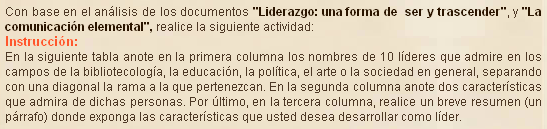 Con base en el análisis de los documentos "Liderazgo: una forma de ser y trascender", y "La
comunicación elemental", realice la siguiente actividad:
Instrucción:
En la siguiente tabla anote en la primera columna los nombres de 10 líderes que admire en los
campos de la bibliotecología, la educación, la política, el arte o la sociedad en general, separando
con una diagonal la rama a la que pertenezcan. En la segunda columna anote dos características
que admira de dichas personas. Por último, en la tercera columna, realice un breve resumen (un
párrafo) donde exponga las características que usted desea desarrollar como líder.